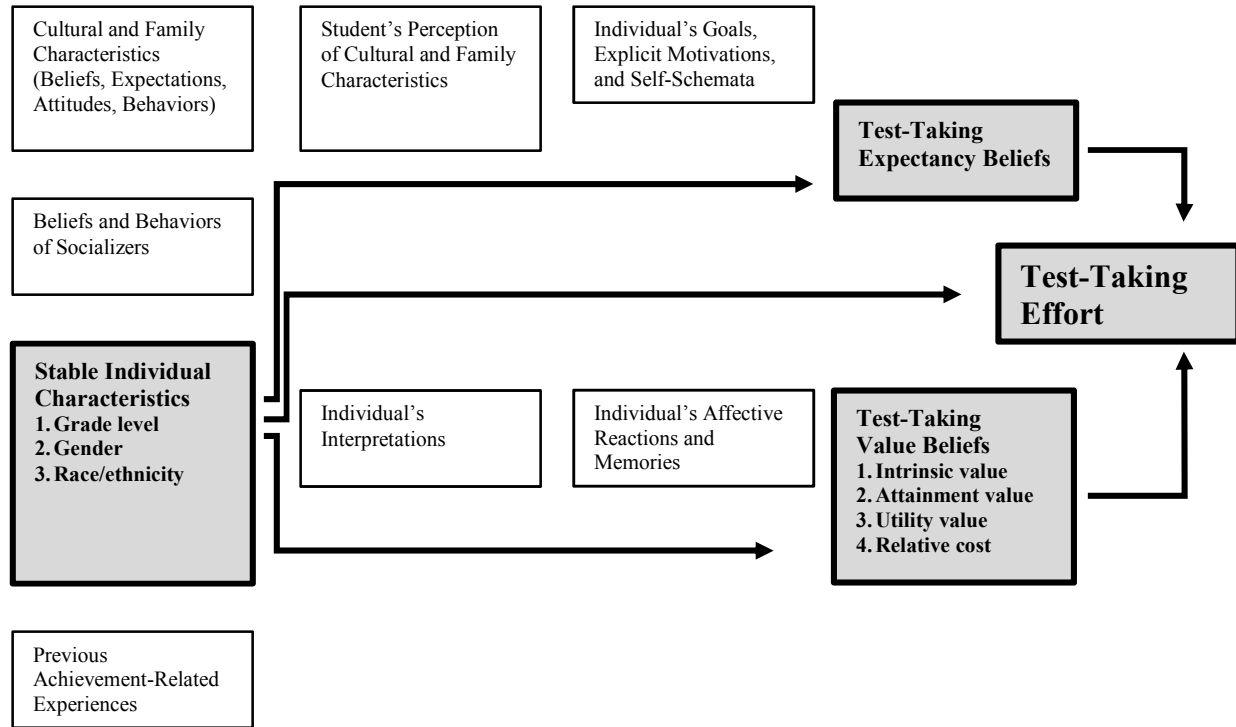 Cultural and Family
Characteristics
(Beliefs, Expectations,
Attitudes, Behaviors)
Student’s Perception
of Cultural and Family
Characteristics
Individual’s Goals,
Explicit Motivations,
and Self-Schemata
Test-Taking
Expectancy Beliefs
Beliefs and Behaviors
of Socializers
Test-Taking
Effort
Stable Individual
Characteristics
1. Grade level
2. Gender
3. Race/ethnicity
Individual’s
Interpretations
Individual’s Affective
Reactions and
Memories
Test-Taking
Value Beliefs
1. Intrinsic value
2. Attainment value
3. Utility value
4. Relative cost
Previous
Achievement-Related
Experiences